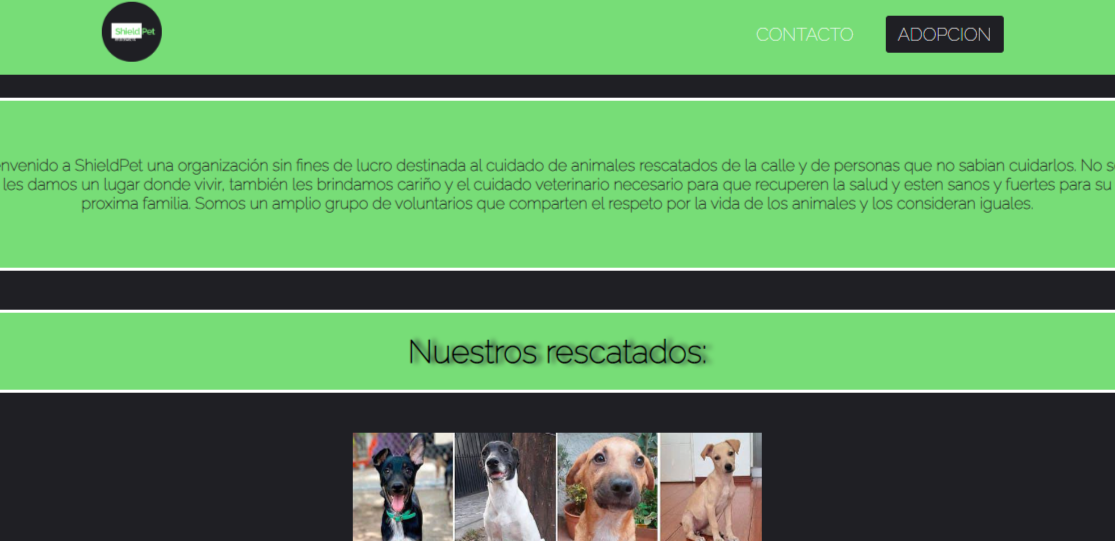 ShieldPet
CONTACTO
ADOPCION
nvenido a ShieldPet una organización sin fines de lucro destinada al cuidado de animales rescatados de la calle y de personas que no sabian cuidarlos. No s
les damos un lugar donde vivir, también les brindamos cariño y el cuidado veterinario necesario para que recuperen la salud y esten sanos y fuertes para su
proxima familia. Somos un amplio grupo de voluntarios que comparten el respeto por la vida de los animales y los consideran iguales.
Nuestros rescatados: